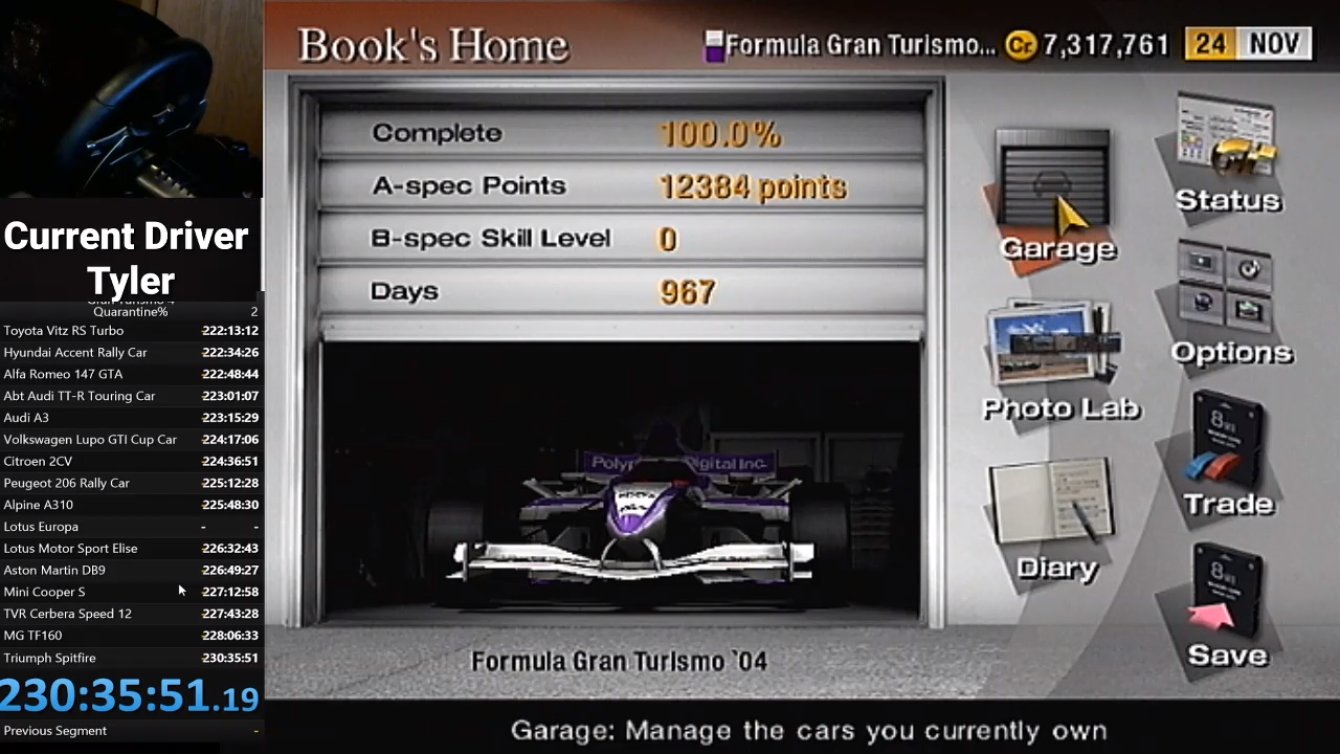 Book's Home
Formula Gran Turismo... Cr 7,317,761 24 NOV
Complete 100.0%
A-spec Points 12384 points
B-spec Skill Level 0
Days 967
Garage
Status
Photo Lab
Options
Diary
Trade
Save
Formula Gran Turismo `04
Garage: Manage the cars you currently own
Current Driver
Tyler
Gran Turismo 4
Quarantine% 2
Toyota Vitz RS Turbo -222:13:12
Hyundai Accent Rally Car -222:34:26
Alfa Romeo 147 GTA -222:48:44
Abt Audi TT-R Touring Car -223:01:07
Audi A3 -223:15:29
Volkswagen Lupo GTI Cup Car -224:17:06
Citroen 2CV -224:36:51
Peugeot 206 Rally Car -225:12:28
Alpine A310 -225:48:30
Lotus Europa - -
Lotus Motor Sport Elise -226:32:43
Aston Martin DB9 -226:49:27
Mini Cooper S -227:12:58
TVR Cerbera Speed 12 -227:43:28
MG TF160 -228:06:33
Triumph Spitfire -230:35:51
230:35:51.19
Previous Segment -